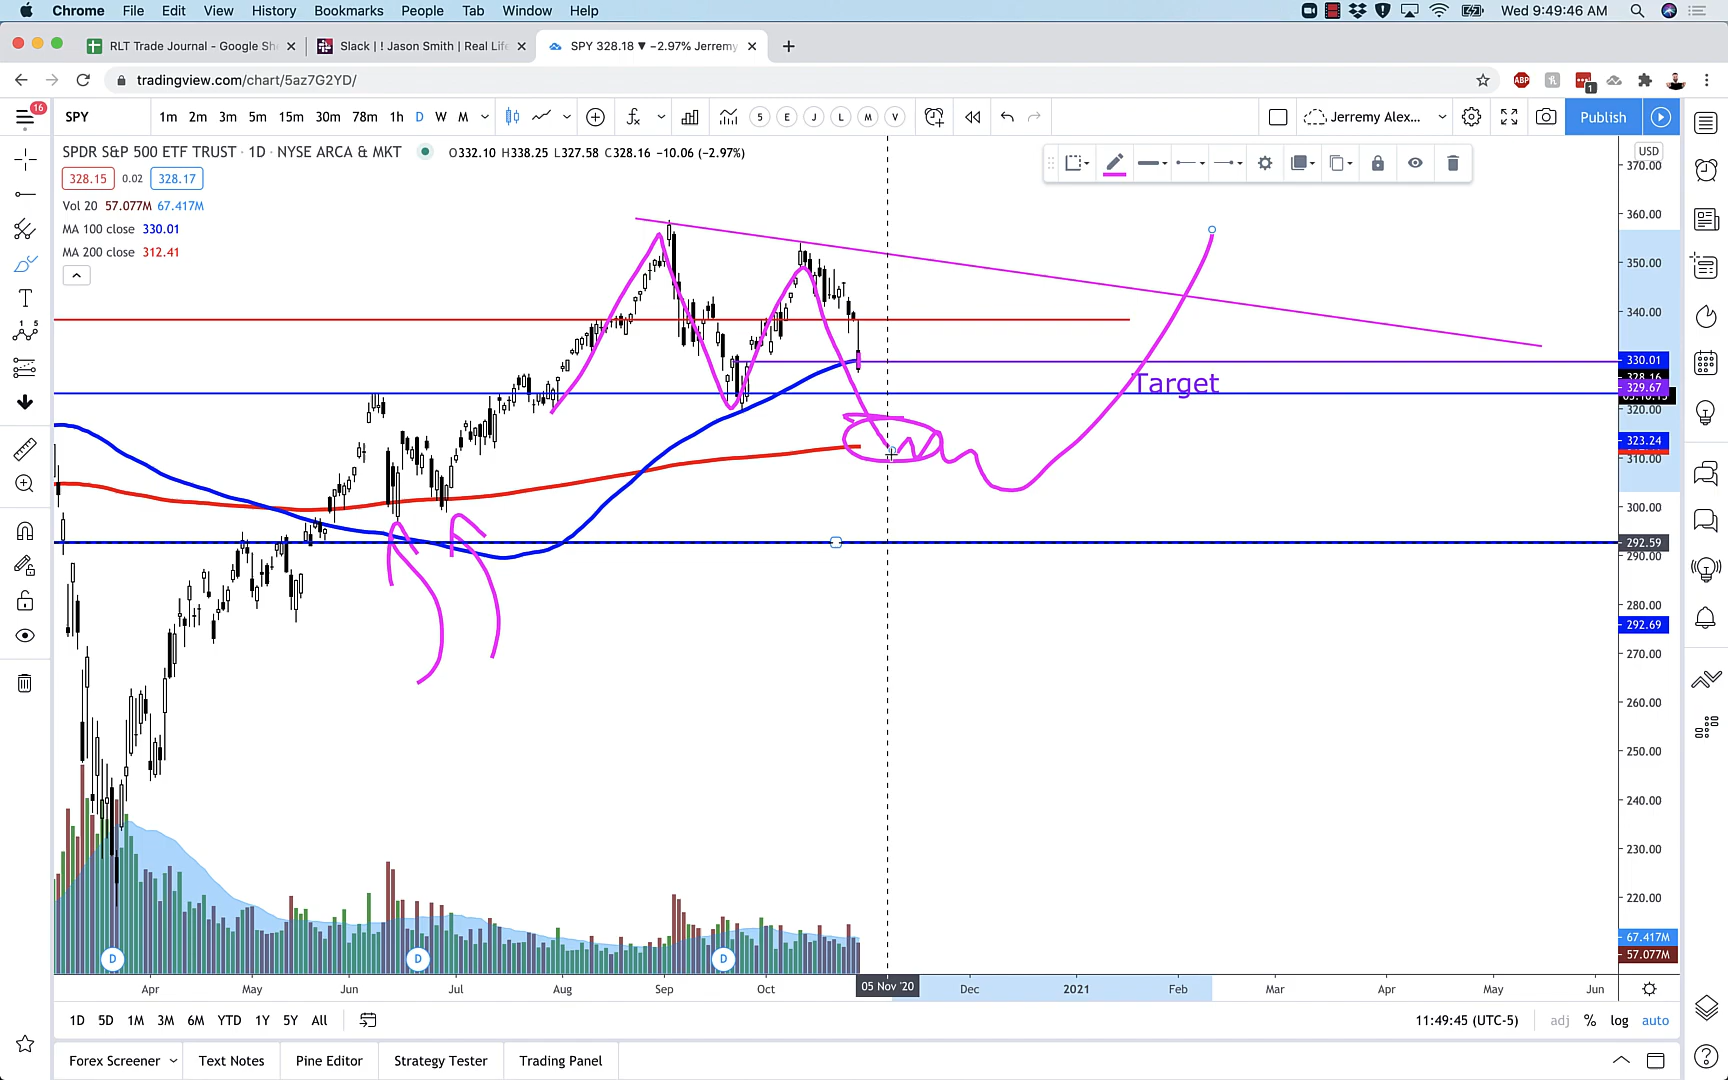 Chrome File Edit View History Bookmarks People Tab Window Help Wed 9:49:46 AM
RLT Trade Journal - Google She Slack | ! Jason Smith | Real Life SPY 328.18 ▼ −2.97% Jerremy
tradingview.com/chart/5az7G2YD/
16 SPY 1m 2m 3m 5m 15m 30m 78m 1h D W M 5 E J L M V Jerremy Alex... Publish
SPDR S&P 500 ETF TRUST · 1D · NYSE ARCA & MKT O332.10 H338.25 L327.58 C328.16 −10.06 (−2.97%)
328.15 0.02 328.17
Vol 20 57.077M 67.417M
MA 100 close 330.01
MA 200 close 312.41
USD
370.00
360.00
350.00
340.00
330.01
328.16
329.67
Target
320.00
323.24
310.00
300.00
292.59
290.00
280.00
292.69
270.00
260.00
250.00
240.00
230.00
220.00
67.417M
57.077M
D D D
Apr May Jun Jul Aug Sep Oct 05 Nov '20 Dec 2021 Feb Mar Apr May Jun
1D 5D 1M 3M 6M YTD 1Y 5Y All 11:49:45 (UTC-5) adj % log auto
Forex Screener Text Notes Pine Editor Strategy Tester Trading Panel